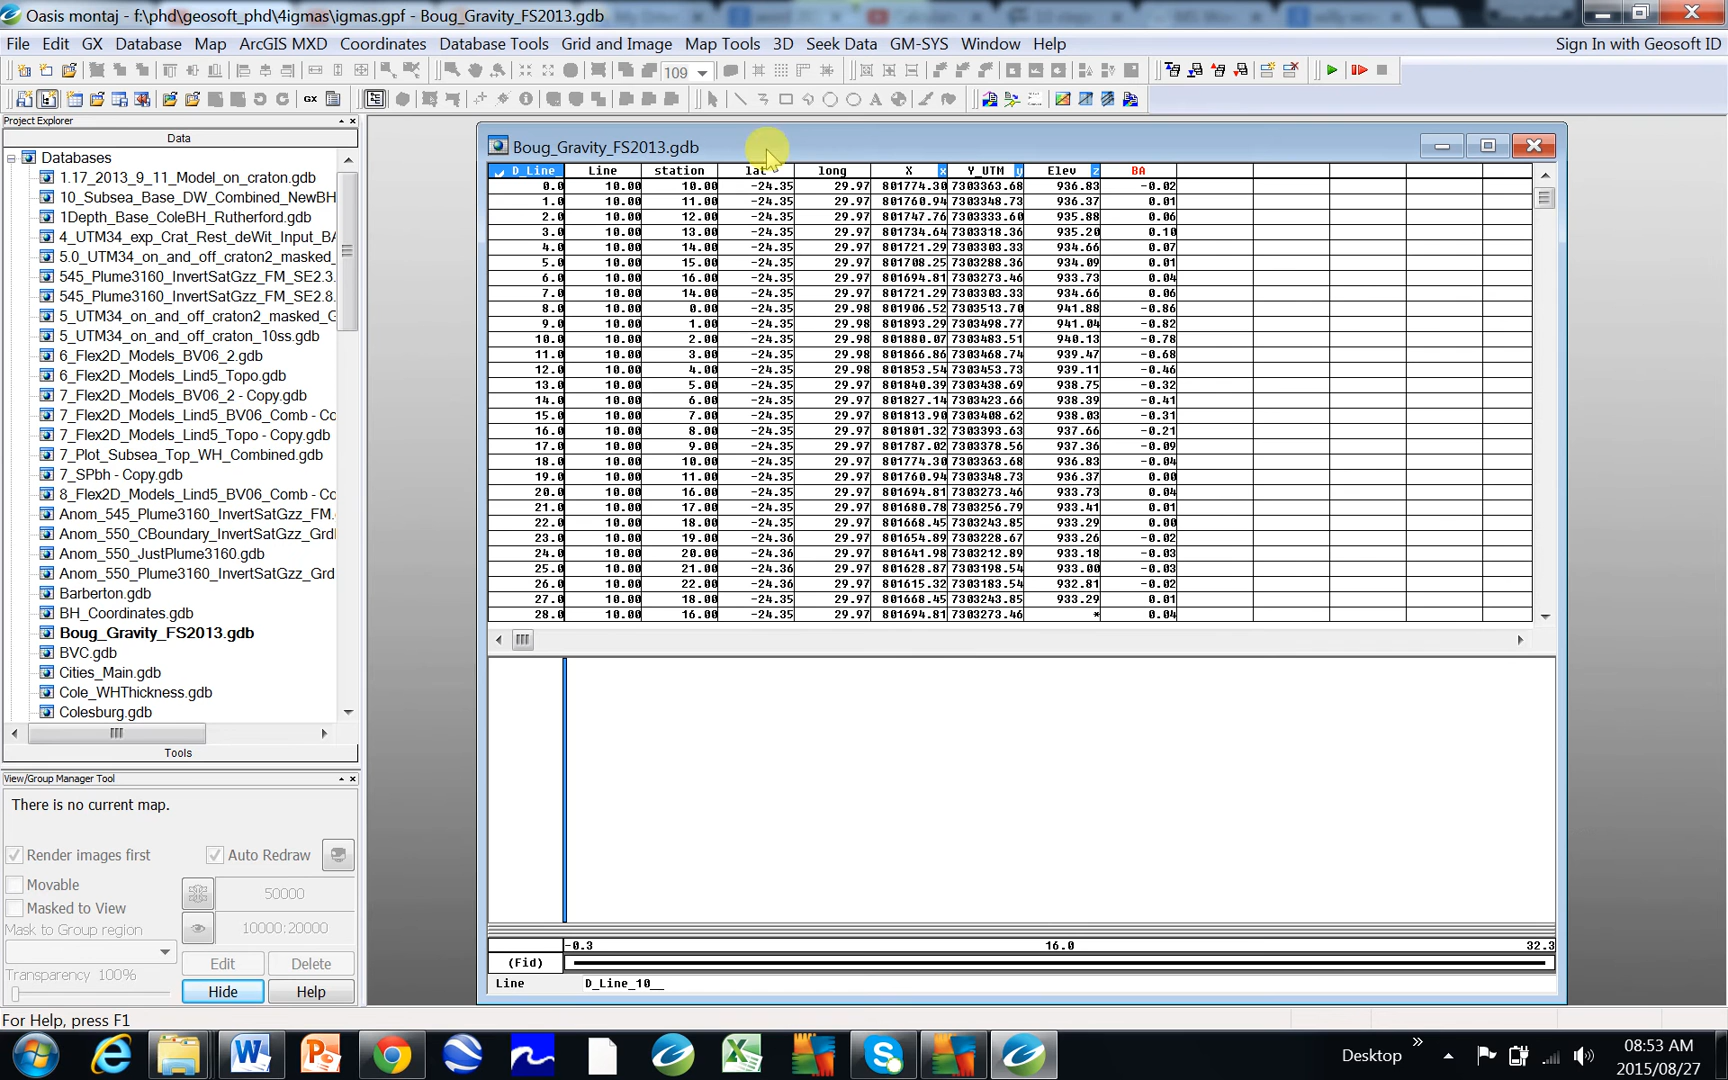 Oasis montaj - f:\phd\geosoft_phd\4igmas\igmas.gpf - Boug_Gravity_FS2013.gdb
File Edit GX Database Map ArcGIS MXD Coordinates Database Tools Grid and Image Map Tools 3D Seek Data GM-SYS Window Help Sign In with Geosoft ID
109
GX
Project Explorer
Data
Databases
1.17_2013_9_11_Model_on_craton.gdb
10_Subsea_Base_DW_Combined_NewBH
1Depth_Base_ColeBH_Rutherford.gdb
4_UTM34_exp_Crat_Rest_deWit_Input_BA
5.0_UTM34_on_and_off_craton2_masked_
545_Plume3160_InvertSatGzz_FM_SE2.3.
545_Plume3160_InvertSatGzz_FM_SE2.8.
5_UTM34_on_and_off_craton2_masked_G
5_UTM34_on_and_off_craton_10ss.gdb
6_Flex2D_Models_BV06_2.gdb
6_Flex2D_Models_Lind5_Topo.gdb
7_Flex2D_Models_BV06_2 - Copy.gdb
7_Flex2D_Models_Lind5_BV06_Comb - Co
7_Flex2D_Models_Lind5_Topo - Copy.gdb
7_Plot_Subsea_Top_WH_Combined.gdb
7_SPbh - Copy.gdb
8_Flex2D_Models_Lind5_BV06_Comb - Co
Anom_545_Plume3160_InvertSatGzz_FM.
Anom_550_CBoundary_InvertSatGzz_Grd
Anom_550_JustPlume3160.gdb
Anom_550_Plume3160_InvertSatGzz_Grd
Barberton.gdb
BH_Coordinates.gdb
Boug_Gravity_FS2013.gdb
BVC.gdb
Cities_Main.gdb
Cole_WHThickness.gdb
Colesburg.gdb
Tools
View/Group Manager Tool
There is no current map.
Render images first Auto Redraw
Movable 50000
Masked to View
Mask to Group region 10000:20000
Edit Delete
Transparency 100%
Hide Help
Boug_Gravity_FS2013.gdb
D_Line Line station lat long X x Y_UTM y Elev z BA
0.0 10.00 10.00 -24.35 29.97 801774.30 7303363.68 936.83 -0.02
1.0 10.00 11.00 -24.35 29.97 801760.94 7303348.73 936.37 0.01
2.0 10.00 12.00 -24.35 29.97 801747.76 7303333.60 935.88 0.06
3.0 10.00 13.00 -24.35 29.97 801734.64 7303318.36 935.20 0.10
4.0 10.00 14.00 -24.35 29.97 801721.29 7303303.33 934.66 0.07
5.0 10.00 15.00 -24.35 29.97 801708.25 7303288.36 934.09 0.01
6.0 10.00 16.00 -24.35 29.97 801694.81 7303273.46 933.73 0.04
7.0 10.00 14.00 -24.35 29.97 801721.29 7303303.33 934.66 0.06
8.0 10.00 0.00 -24.35 29.98 801906.52 7303513.70 941.88 -0.86
9.0 10.00 1.00 -24.35 29.98 801893.29 7303498.77 941.04 -0.82
10.0 10.00 2.00 -24.35 29.98 801880.07 7303483.51 940.13 -0.78
11.0 10.00 3.00 -24.35 29.98 801866.86 7303468.74 939.47 -0.68
12.0 10.00 4.00 -24.35 29.98 801853.54 7303453.73 939.11 -0.46
13.0 10.00 5.00 -24.35 29.97 801840.39 7303438.69 938.75 -0.32
14.0 10.00 6.00 -24.35 29.97 801827.14 7303423.66 938.39 -0.41
15.0 10.00 7.00 -24.35 29.97 801813.90 7303408.62 938.03 -0.31
16.0 10.00 8.00 -24.35 29.97 801801.32 7303393.63 937.66 -0.21
17.0 10.00 9.00 -24.35 29.97 801787.02 7303378.56 937.36 -0.09
18.0 10.00 10.00 -24.35 29.97 801774.30 7303363.68 936.83 -0.04
19.0 10.00 11.00 -24.35 29.97 801760.94 7303348.73 936.37 0.00
20.0 10.00 16.00 -24.35 29.97 801694.81 7303273.46 933.73 0.04
21.0 10.00 17.00 -24.35 29.97 801680.78 7303256.79 933.41 0.01
22.0 10.00 18.00 -24.35 29.97 801668.45 7303243.85 933.29 0.00
23.0 10.00 19.00 -24.36 29.97 801654.89 7303228.67 933.26 -0.02
24.0 10.00 20.00 -24.36 29.97 801641.98 7303212.89 933.18 -0.03
25.0 10.00 21.00 -24.36 29.97 801628.87 7303198.54 933.00 -0.03
26.0 10.00 22.00 -24.36 29.97 801615.32 7303183.54 932.81 -0.02
27.0 10.00 18.00 -24.35 29.97 801668.45 7303243.85 933.29 0.01
28.0 10.00 16.00 -24.35 29.97 801694.81 7303273.46 * 0.04
-0.3 16.0 32.3
(Fid)
Line D_Line_10__
For Help, press F1
Desktop » 08:53 AM
2015/08/27